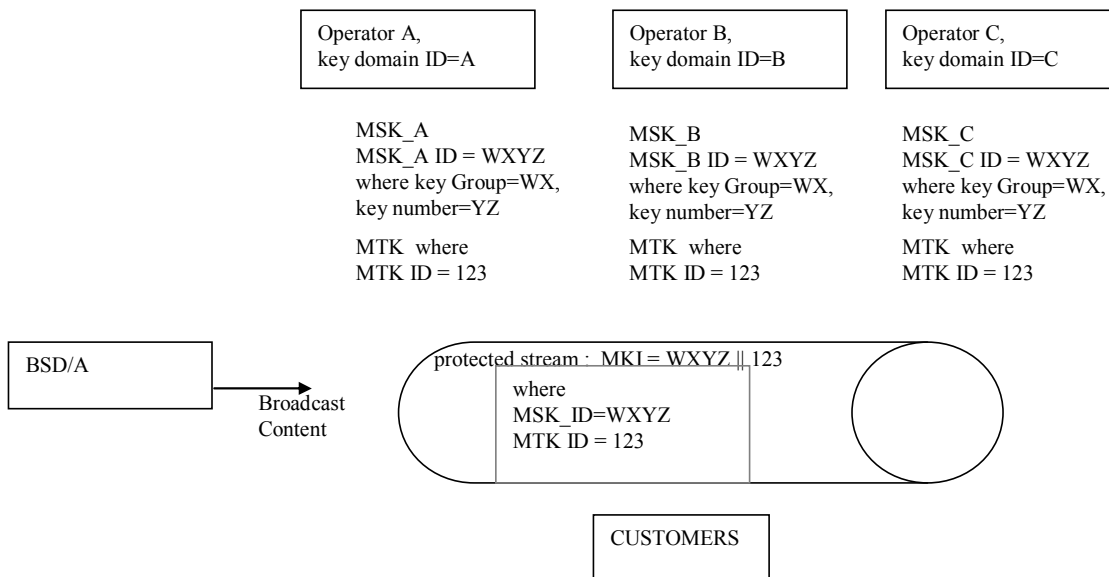 Operator A,
key domain ID=A
Operator B,
key domain ID=B
Operator C,
key domain ID=C
MSK_A
MSK_A ID = WXYZ
where key Group=WX,
key number=YZ
MTK where
MTK ID = 123
MSK_B
MSK_B ID = WXYZ
where key Group=WX,
key number=YZ
MTK where
MTK ID = 123
MSK_C
MSK_C ID = WXYZ
where key Group=WX,
key number=YZ
MTK where
MTK ID = 123
BSD/A
Broadcast
Content
protected stream : MKI = WXYZ || 123
where
MSK_ID=WXYZ
MTK ID = 123
CUSTOMERS